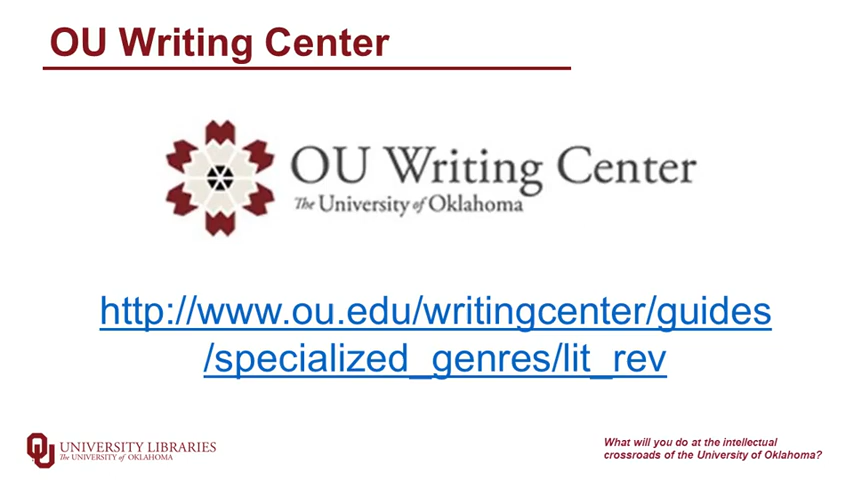 OU Writing Center
OU Writing Center
The University of Oklahoma
http://www.ou.edu/writingcenter/guides
/specialized_genres/lit_rev
OU UNIVERSITY LIBRARIES
The UNIVERSITY of OKLAHOMA
What will you do at the intellectual
crossroads of the University of Oklahoma?